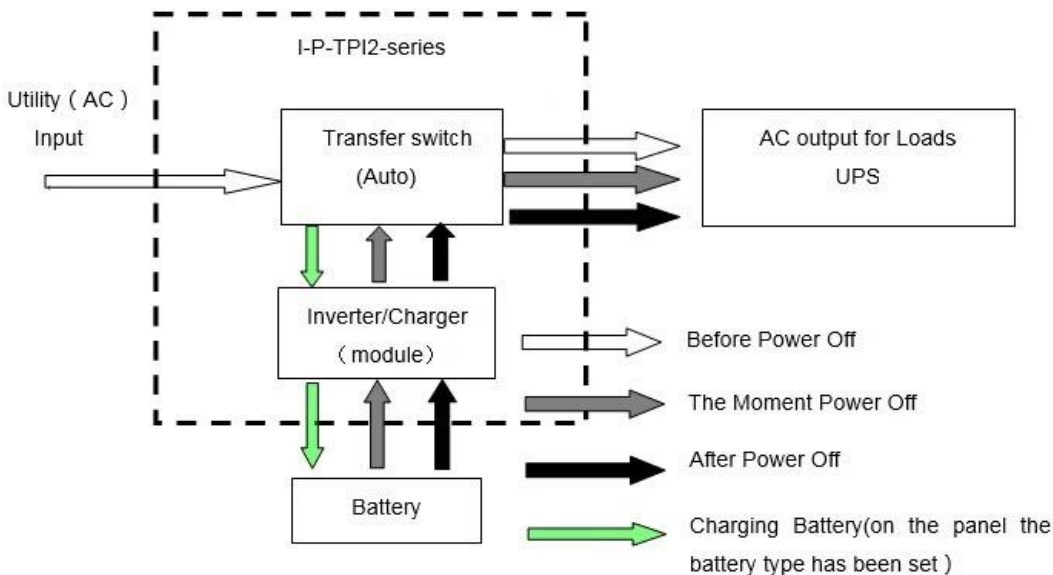 I-P-TPI2-series
Utility（AC）
Input
Transfer switch
(Auto)
AC output for Loads
UPS
Inverter/Charger
（module）
Before Power Off
The Moment Power Off
After Power Off
Battery
Charging Battery(on the panel the
battery type has been set）